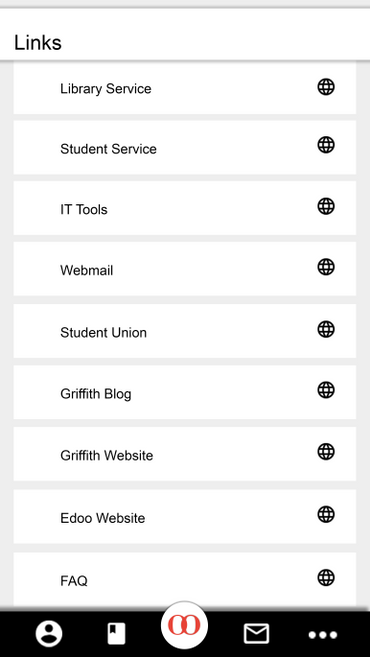 Links
Library Service
Student Service
IT Tools
Webmail
Student Union
Griffith Blog
Griffith Website
Edoo Website
FAQ